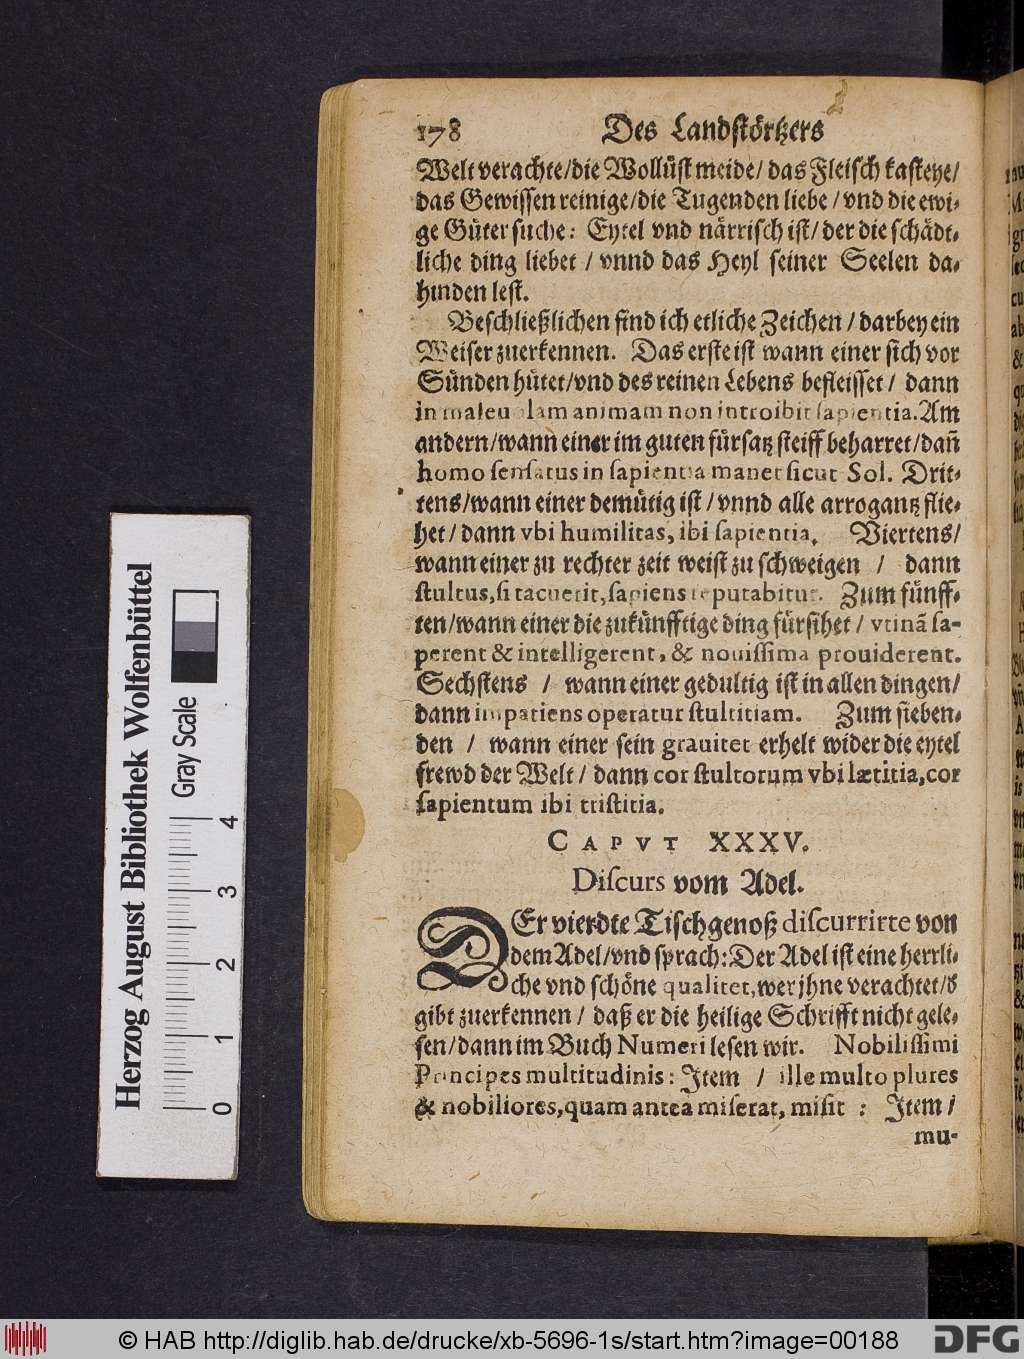 178 Des Landstörtzers
Welt verachte/die Wollüst meide/ das Fleisch kasteye/
das Gewissen reinige/die Tugenden liebe/vnd die ewi-
ge Güter suche: Eytel vnd närrisch ist/der die schädt-
liche ding liebet / vnnd das Heyl seiner Seelen da-
hinden lest.
Beschließlichen find ich etliche Zeichen/darbey ein
Weiser zuerkennen. Das erste ist wann einer sich vor
Sünden hütet/vnd des reinen Lebens befleisset/ dann
in maleuolam animam non introibit sapientia. Am
andern/wann einer im guten fürsatz steiff beharret/dañ
homo sensatus in sapientia manet sicut Sol. Drit-
tens/wann einer demütig ist/vnnd alle arrogantz flie-
het/dann vbi humilitas, ibi sapientia. Viertens/
wann einer zu rechter zeit weist zu schweigen / dann
stultus, si tacuerit, sapiens reputabitur. Zum fünff-
ten/wann einer die zukünfftige ding fürsihet/ vtinã sa-
perent & intelligerent, & nouissima prouiderent.
Sechstens / wann einer gedultig ist in allen dingen/
dann impatiens operatur stultitiam. Zum sieben-
den / wann einer sein grauitet erhelt wider die eytel
frewd der Welt/ dann cor stultorum vbi lætitia, cor
sapientum ibi tristitia.
CAPVT XXXV.
Discurs vom Adel.
DEr vierdte Tischgenoß discurrirte von
dem Adel/vnd sprach: Der Adel ist eine herrli-
che vnd schöne qualitet, wer jhne verachtet/d̕
gibt zuerkennen/ daß er die heilige Schrifft nicht gele-
sen/dann im Buch Numeri lesen wir. Nobilissimi
Principes multitudinis: Item / ille multo plures
& nobiliores, quam antea miserat, misit : Item/
mu-
Herzog August Bibliothek Wolfenbüttel
Gray Scale
0 1 2 3 4
© HAB http://diglib.hab.de/drucke/xb-5696-1s/start.htm?image=00188
DFG